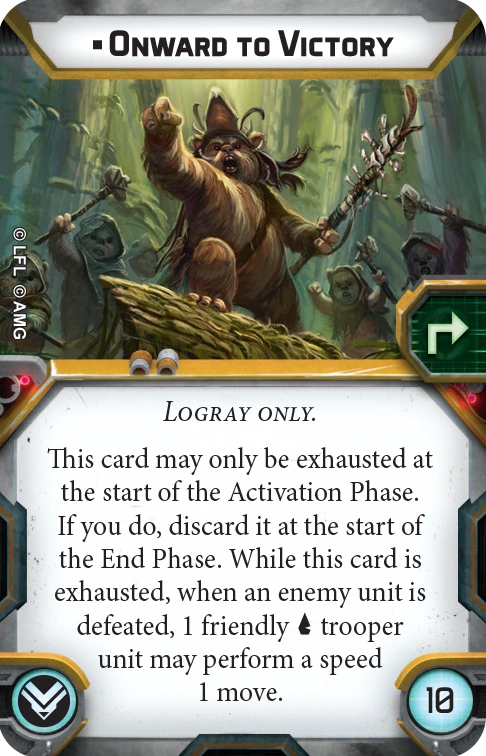 ▪ Onward to Victory
© LFL © AMG
Logray only.
This card may only be exhausted at
the start of the Activation Phase.
If you do, discard it at the start of
the End Phase. While this card is
exhausted, when an enemy unit is
defeated, 1 friendly trooper
unit may perform a speed
1 move.
10